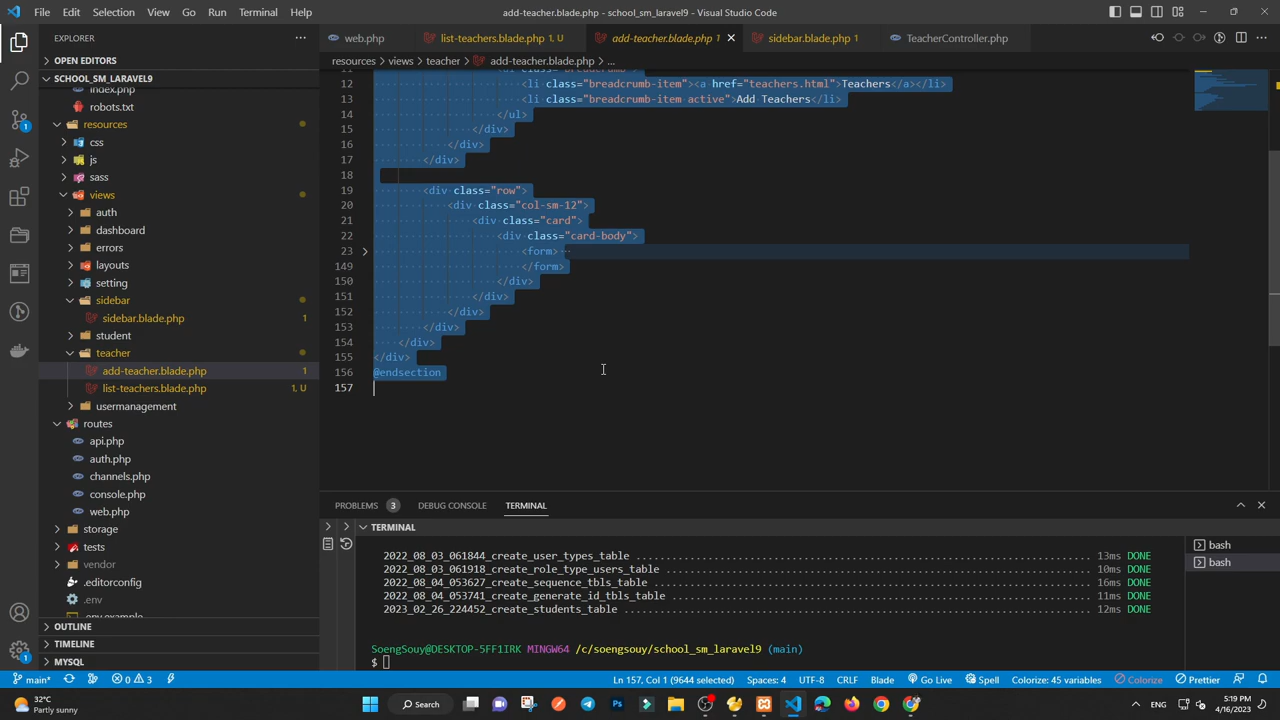 File Edit Selection View Go Run Terminal Help
add-teacher.blade.php - school_sm_laravel9 - Visual Studio Code
EXPLORER
OPEN EDITORS
SCHOOL_SM_LARAVEL9
index.php
robots.txt
resources
css
js
sass
views
auth
dashboard
errors
layouts
setting
sidebar
sidebar.blade.php 1
student
teacher
add-teacher.blade.php 1
list-teachers.blade.php 1, U
usermanagement
routes
api.php
auth.php
channels.php
console.php
web.php
storage
tests
vendor
.editorconfig
.env
.env.example
OUTLINE
TIMELINE
MYSQL
web.php list-teachers.blade.php 1, U add-teacher.blade.php 1 sidebar.blade.php 1 TeacherController.php
resources > views > teacher > add-teacher.blade.php > ...
11 <ul class="breadcrumb">
12 <li class="breadcrumb-item"><a href="teachers.html">Teachers</a></li>
13 <li class="breadcrumb-item active">Add Teachers</li>
14 </ul>
15 </div>
16 </div>
17 </div>
18
19 <div class="row">
20 <div class="col-sm-12">
21 <div class="card">
22 <div class="card-body">
23 <form> ...
149 </form>
150 </div>
151 </div>
152 </div>
153 </div>
154 </div>
155 </div>
156 @endsection
157
PROBLEMS 3 DEBUG CONSOLE TERMINAL
TERMINAL
2022_08_03_061844_create_user_types_table 13ms DONE
2022_08_03_061918_create_role_type_users_table 10ms DONE
2022_08_04_053627_create_sequence_tbls_table 16ms DONE
2022_08_04_053741_create_generate_id_tbls_table 11ms DONE
2023_02_26_224452_create_students_table 12ms DONE
SoengSouy@DESKTOP-5FF1IRK MINGW64 /c/soengsouy/school_sm_laravel9 (main)
$
bash
bash
main* 0 3 Ln 157, Col 1 (9644 selected) Spaces: 4 UTF-8 CRLF Blade Go Live Spell Colorize: 45 variables Colorize Prettier
32°C
Partly sunny
Search
ENG
5:19 PM
4/16/2023